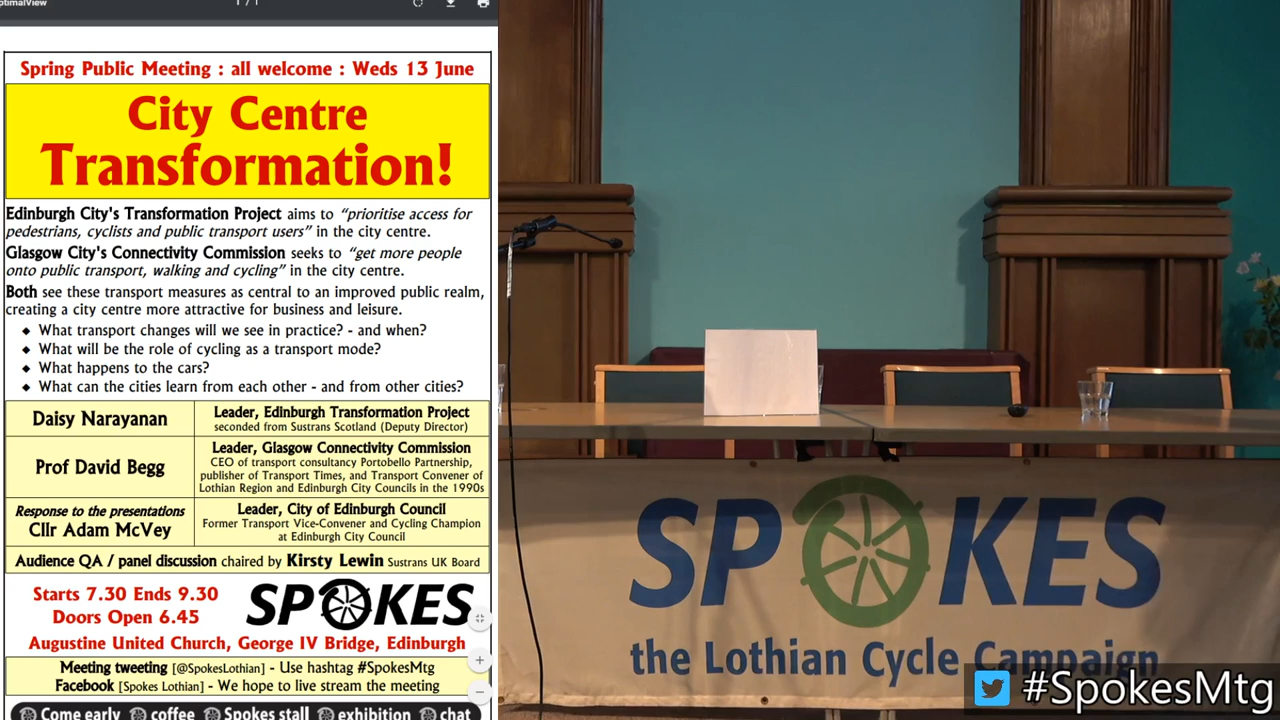 Spring Public Meeting : all welcome : Weds 13 June
City Centre
Transformation!
Edinburgh City's Transformation Project aims to “prioritise access for
pedestrians, cyclists and public transport users” in the city centre.
Glasgow City's Connectivity Commission seeks to “get more people
onto public transport, walking and cycling” in the city centre.
Both see these transport measures as central to an improved public realm,
creating a city centre more attractive for business and leisure.
◆ What transport changes will we see in practice? - and when?
◆ What will be the role of cycling as a transport mode?
◆ What happens to the cars?
◆ What can the cities learn from each other - and from other cities?
Daisy Narayanan
Leader, Edinburgh Transformation Project
seconded from Sustrans Scotland (Deputy Director)
Prof David Begg
Leader, Glasgow Connectivity Commission
CEO of transport consultancy Portobello Partnership,
publisher of Transport Times, and Transport Convener of
Lothian Region and Edinburgh City Councils in the 1990s
Response to the presentations
Cllr Adam McVey
Leader, City of Edinburgh Council
Former Transport Vice-Convener and Cycling Champion
at Edinburgh City Council
Audience QA / panel discussion chaired by Kirsty Lewin Sustrans UK Board
Starts 7.30 Ends 9.30
Doors Open 6.45
SPOKES
Augustine United Church, George IV Bridge, Edinburgh
Meeting tweeting [@SpokesLothian] - Use hashtag #SpokesMtg
Facebook [Spokes Lothian] - We hope to live stream the meeting
Come early coffee Spokes stall exhibition chat
SPOKES
the Lothian Cycle Campaign
#SpokesMtg